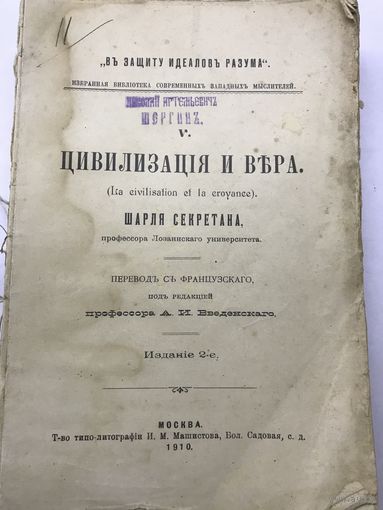 „ВЪ ЗАЩИТУ ИДЕАЛОВЪ РАЗУМА“.
ИЗБРАННАЯ БИБЛІОТЕКА СОВРЕМЕННЫХЪ ЗАПАДНЫХЪ МЫСЛИТЕЛЕЙ.
V.
ЦИВИЛИЗАЦІЯ И ВѢРА.
(La civilisation et la croyance).
ШАРЛЯ СЕКРЕТАНА,
профессора Лозаннскаго университета.
ПЕРЕВОДЪ СЪ ФРАНЦУЗСКАГО,
ПОДЪ РЕДАКЦІЕЙ
профессора А. И. Введенскаго.
Изданіе 2-е.
МОСКВА.
Т-во типо-литографіи И. М. Машистова, Бол. Садовая, с. д.
1910.